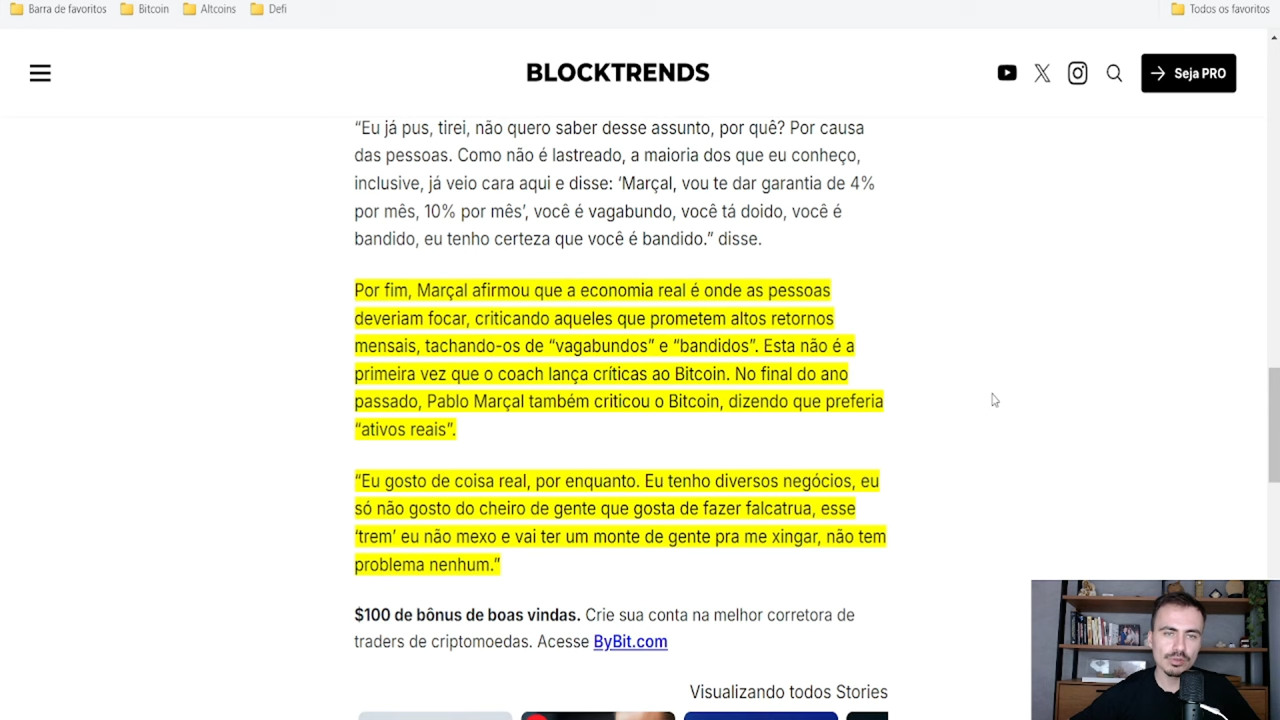 Barra de favoritos Bitcoin Altcoins Defi Todos os favoritos
BLOCKTRENDS Seja PRO
“Eu já pus, tirei, não quero saber desse assunto, por quê? Por causa
das pessoas. Como não é lastreado, a maioria dos que eu conheço,
inclusive, já veio cara aqui e disse: ‘Marçal, vou te dar garantia de 4%
por mês, 10% por mês’, você é vagabundo, você tá doido, você é
bandido, eu tenho certeza que você é bandido.” disse.
Por fim, Marçal afirmou que a economia real é onde as pessoas
deveriam focar, criticando aqueles que prometem altos retornos
mensais, tachando-os de “vagabundos” e “bandidos”. Esta não é a
primeira vez que o coach lança críticas ao Bitcoin. No final do ano
passado, Pablo Marçal também criticou o Bitcoin, dizendo que preferia
“ativos reais”.
“Eu gosto de coisa real, por enquanto. Eu tenho diversos negócios, eu
só não gosto do cheiro de gente que gosta de fazer falcatrua, esse
‘trem’ eu não mexo e vai ter um monte de gente pra me xingar, não tem
problema nenhum.”
$100 de bônus de boas vindas. Crie sua conta na melhor corretora de
traders de criptomoedas. Acesse ByBit.com
Visualizando todos Stories